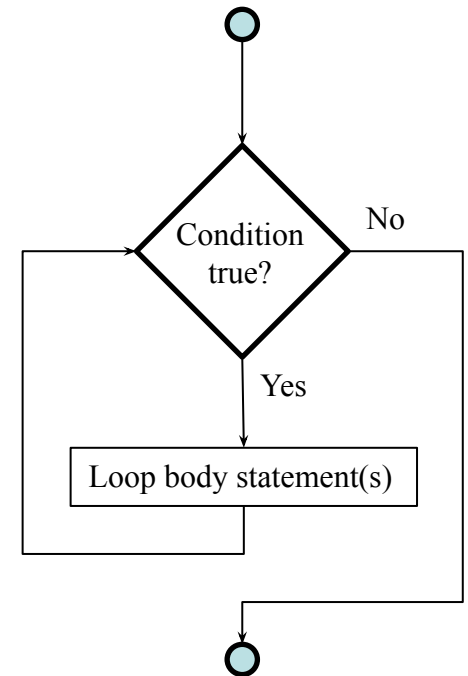 Condition
true?
No
Yes
Loop body statement(s)